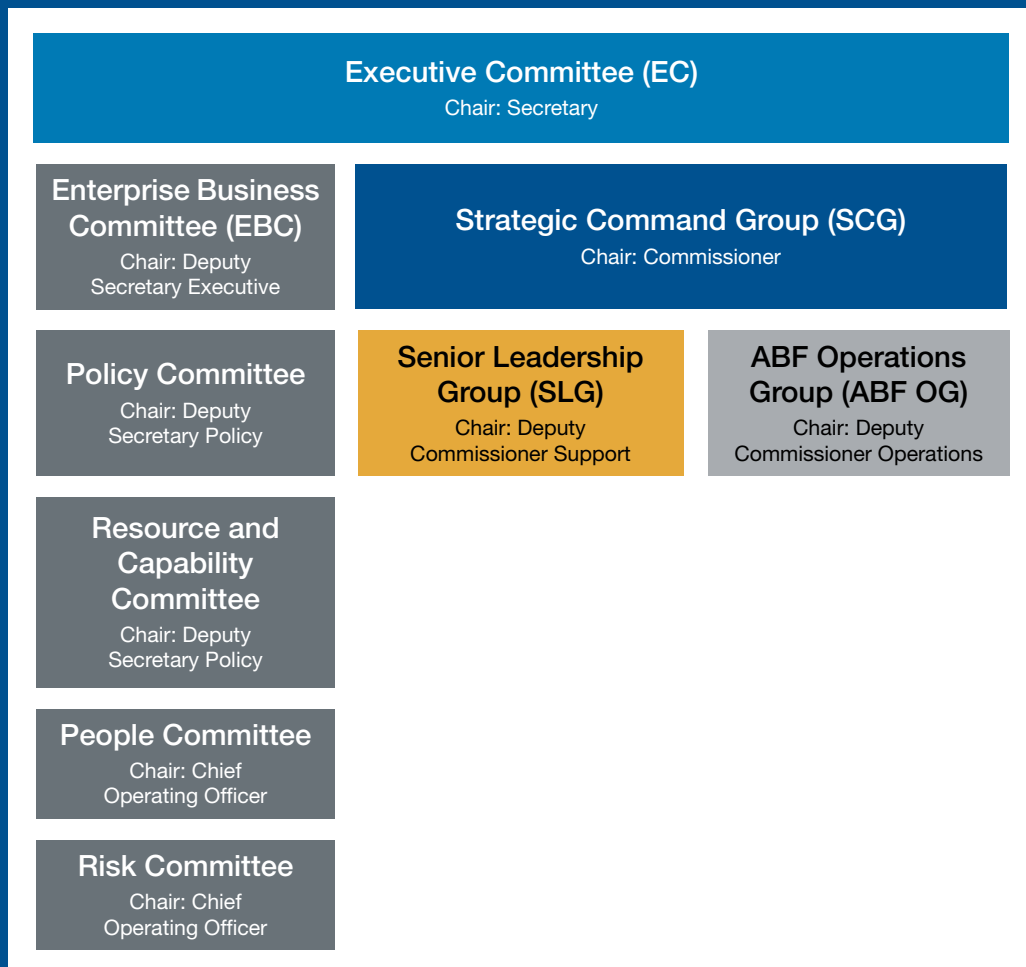 Executive Committee (EC)
Chair: Secretary
Enterprise Business
Committee (EBC)
Chair: Deputy
Secretary Executive
Strategic Command Group (SCG)
Chair: Commissioner
Policy Committee
Chair: Deputy
Secretary Policy
Senior Leadership
Group (SLG)
Chair: Deputy
Commissioner Support
ABF Operations
Group (ABF OG)
Chair: Deputy
Commissioner Operations
Resource and
Capability
Committee
Chair: Deputy
Secretary Policy
People Committee
Chair: Chief
Operating Officer
Risk Committee
Chair: Chief
Operating Officer